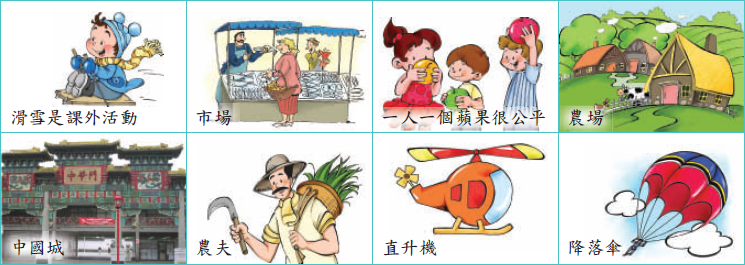 滑雪是課外活動
市場
一人一個蘋果很公平
農場
中華門
中國城
農夫
直升機
降落傘